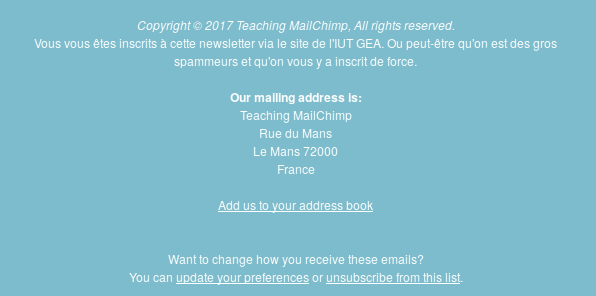 Copyright © 2017 Teaching MailChimp, All rights reserved.
Vous vous êtes inscrits à cette newsletter via le site de l'IUT GEA. Ou peut-être qu'on est des gros
spammeurs et qu'on vous y a inscrit de force.
Our mailing address is:
Teaching MailChimp
Rue du Mans
Le Mans 72000
France
Add us to your address book
Want to change how you receive these emails?
You can update your preferences or unsubscribe from this list.